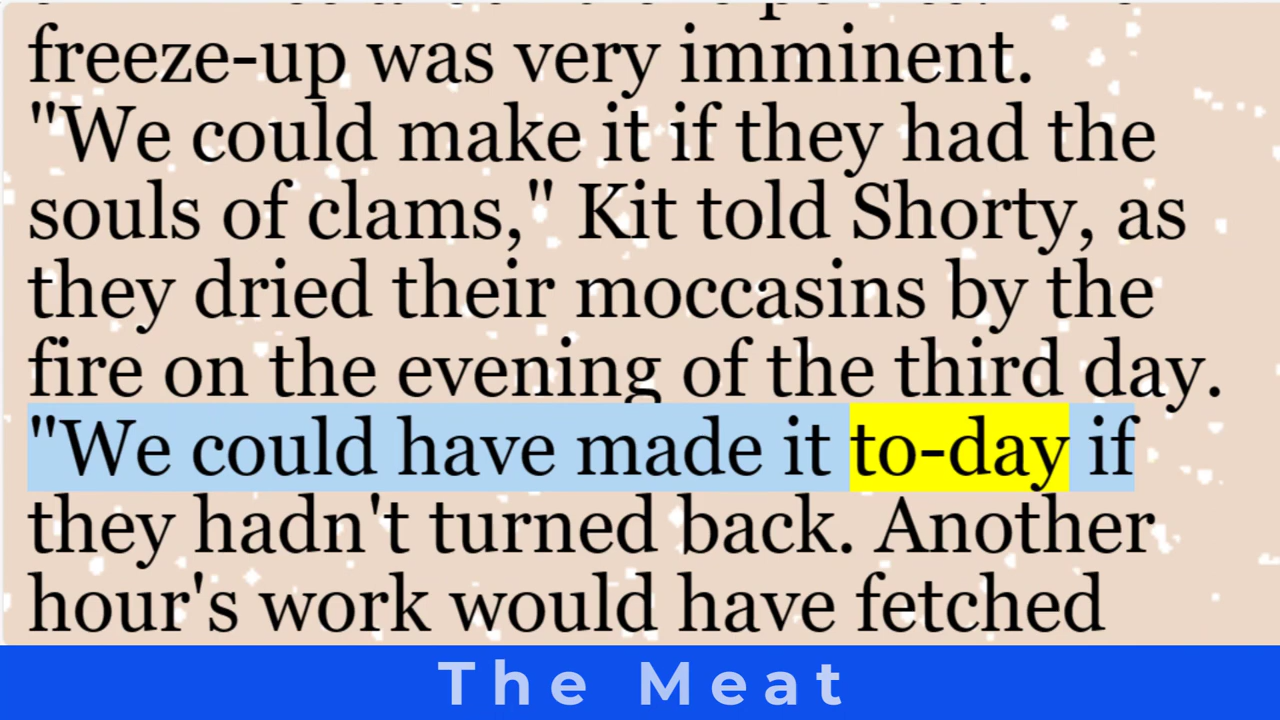 freeze-up was very imminent.
"We could make it if they had the
souls of clams," Kit told Shorty, as
they dried their moccasins by the
fire on the evening of the third day.
"We could have made it to-day if
they hadn't turned back. Another
hour's work would have fetched
The Meat